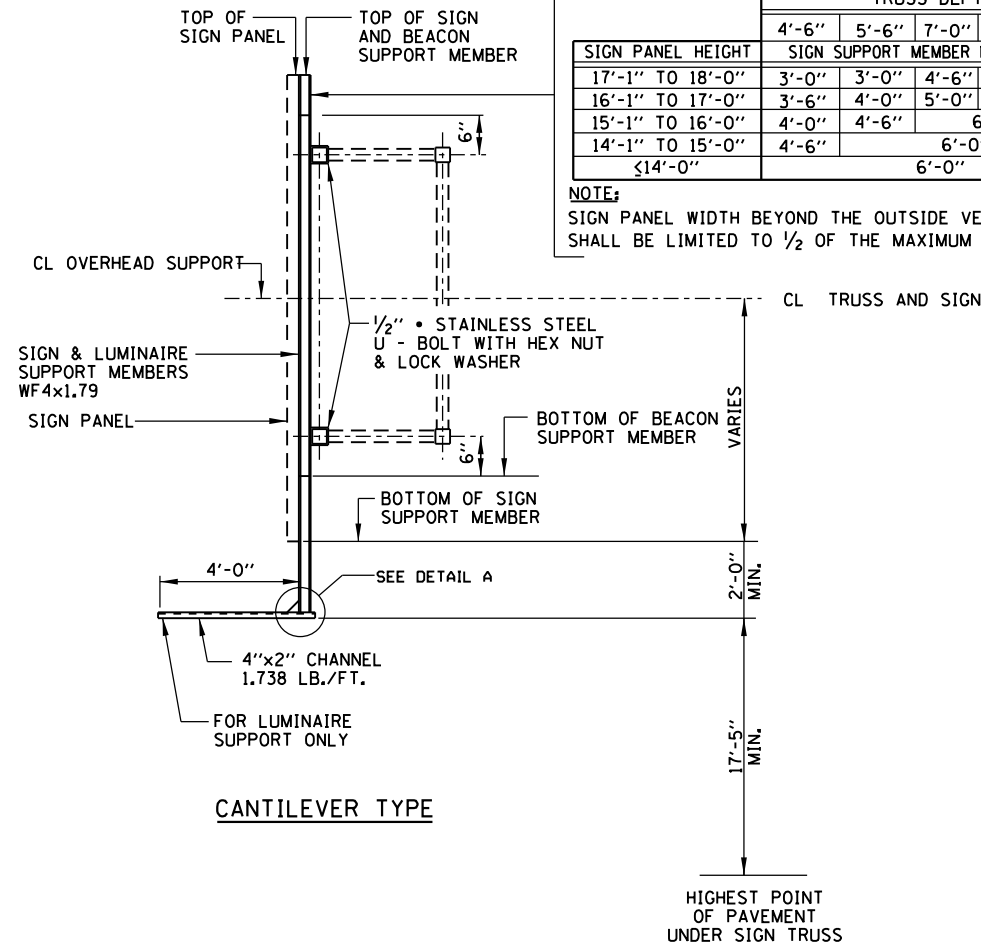 TOP OF
SIGN PANEL
TOP OF SIGN
AND BEACON
SUPPORT MEMBER
4'-6" 5'-6" 7'-0"
SIGN PANEL HEIGHT SIGN SUPPORT MEMBER
17'-1" TO 18'-0" 3'-0" 3'-0" 4'-6"
16'-1" TO 17'-0" 3'-6" 4'-0" 5'-0"
15'-1" TO 16'-0" 4'-0" 4'-6" 6
14'-1" TO 15'-0" 4'-6" 6'-0
≤14'-0" 6'-0"
NOTE:
SIGN PANEL WIDTH BEYOND THE OUTSIDE VE
SHALL BE LIMITED TO 1/2 OF THE MAXIMUM
6"
CL OVERHEAD SUPPORT
CL TRUSS AND SIGN
1/2" • STAINLESS STEEL
U - BOLT WITH HEX NUT
& LOCK WASHER
SIGN & LUMINAIRE
SUPPORT MEMBERS
WF4x1.79
SIGN PANEL
BOTTOM OF BEACON
SUPPORT MEMBER
VARIES
6"
BOTTOM OF SIGN
SUPPORT MEMBER
4'-0"
SEE DETAIL A
2'-0"
MIN.
4"x2" CHANNEL
1.738 LB./FT.
FOR LUMINAIRE
SUPPORT ONLY
17'-5"
MIN.
CANTILEVER TYPE
HIGHEST POINT
OF PAVEMENT
UNDER SIGN TRUSS